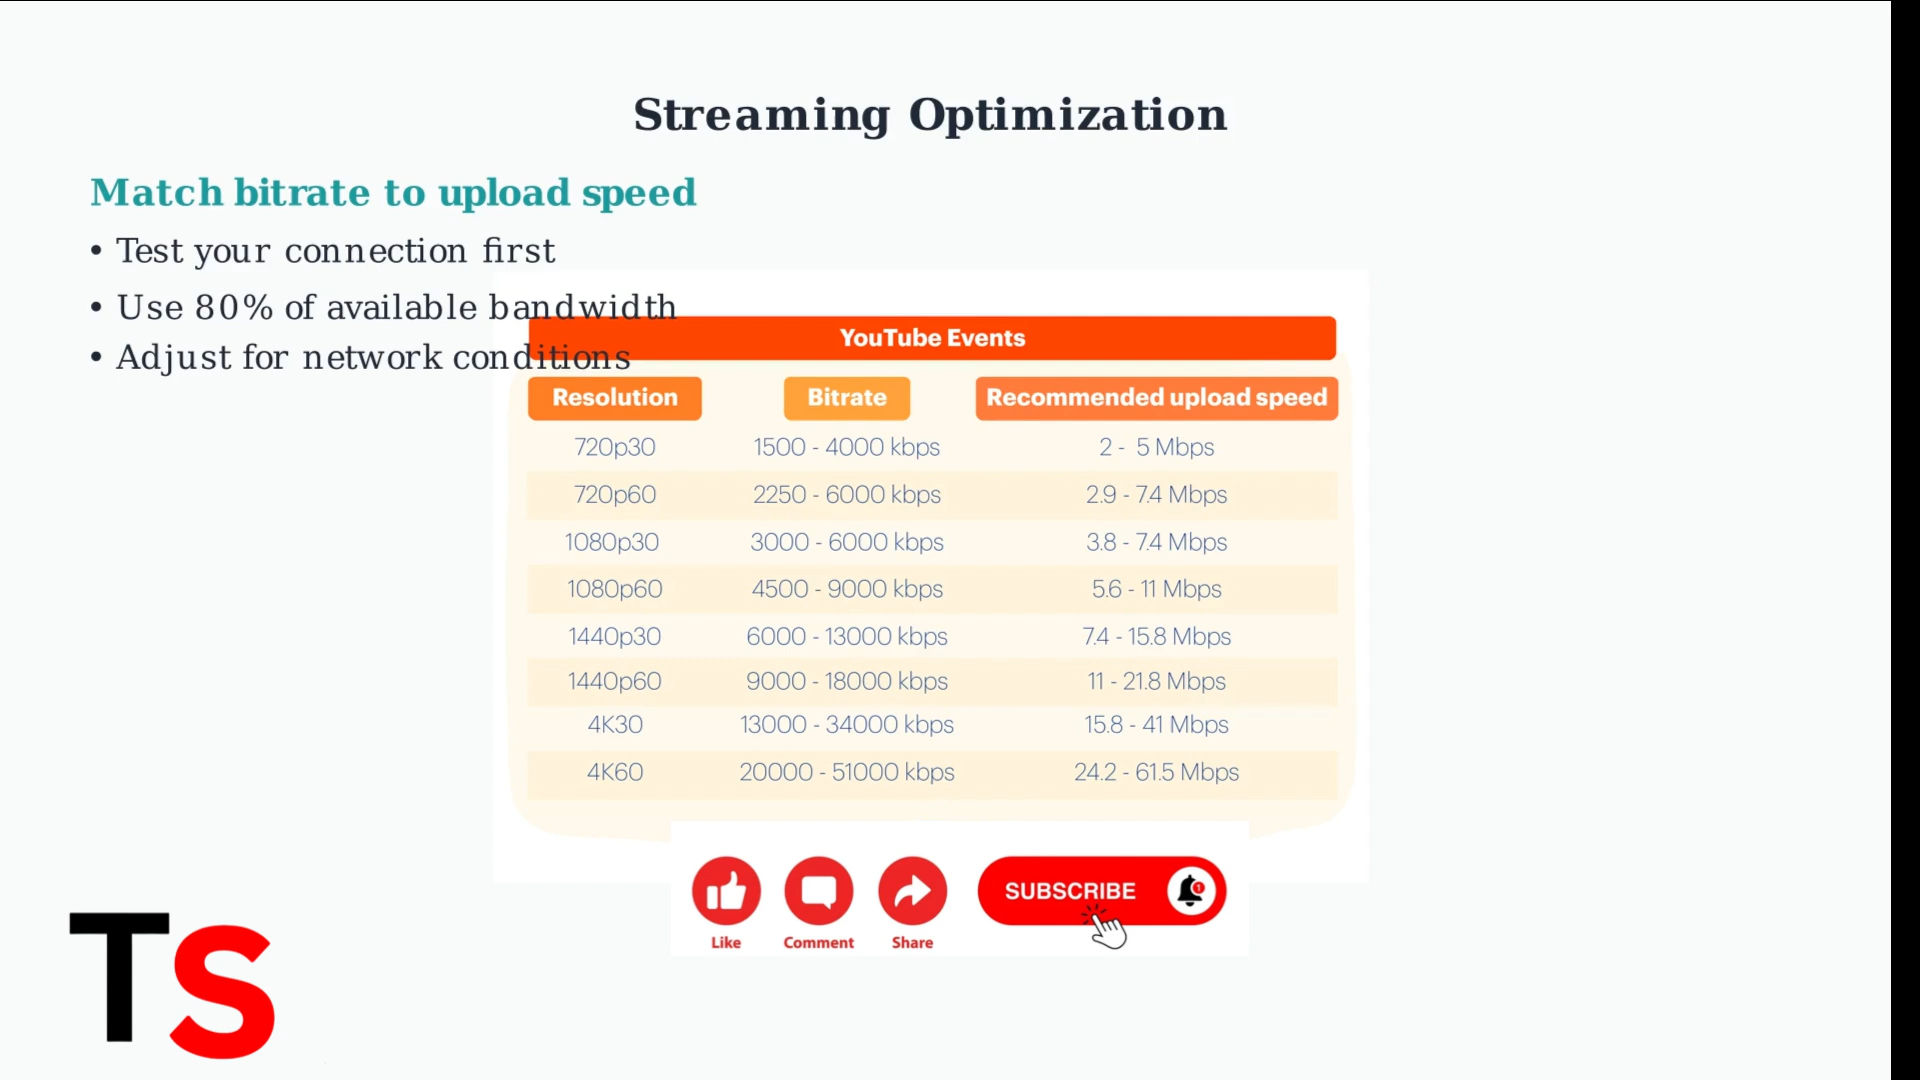 Streaming Optimization
Match bitrate to upload speed
• Test your connection first
• Use 80% of available bandwidth
• Adjust for network conditions
YouTube Events
Resolution Bitrate Recommended upload speed
720p30 1500 - 4000 kbps 2 - 5 Mbps
720p60 2250 - 6000 kbps 2.9 - 7.4 Mbps
1080p30 3000 - 6000 kbps 3.8 - 7.4 Mbps
1080p60 4500 - 9000 kbps 5.6 - 11 Mbps
1440p30 6000 - 13000 kbps 7.4 - 15.8 Mbps
1440p60 9000 - 18000 kbps 11 - 21.8 Mbps
4K30 13000 - 34000 kbps 15.8 - 41 Mbps
4K60 20000 - 51000 kbps 24.2 - 61.5 Mbps
SUBSCRIBE 1
Like Comment Share
TS